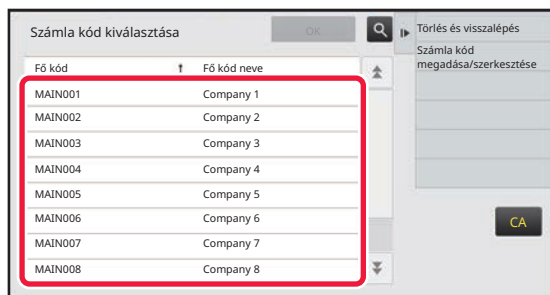 Számla kód kiválasztása
OK
Törlés és visszalépés
Számla kód
megadása/szerkesztése
Fő kód ↑ Fő kód neve
MAIN001 Company 1
MAIN002 Company 2
MAIN003 Company 3
MAIN004 Company 4
MAIN005 Company 5
MAIN006 Company 6
MAIN007 Company 7
MAIN008 Company 8
CA